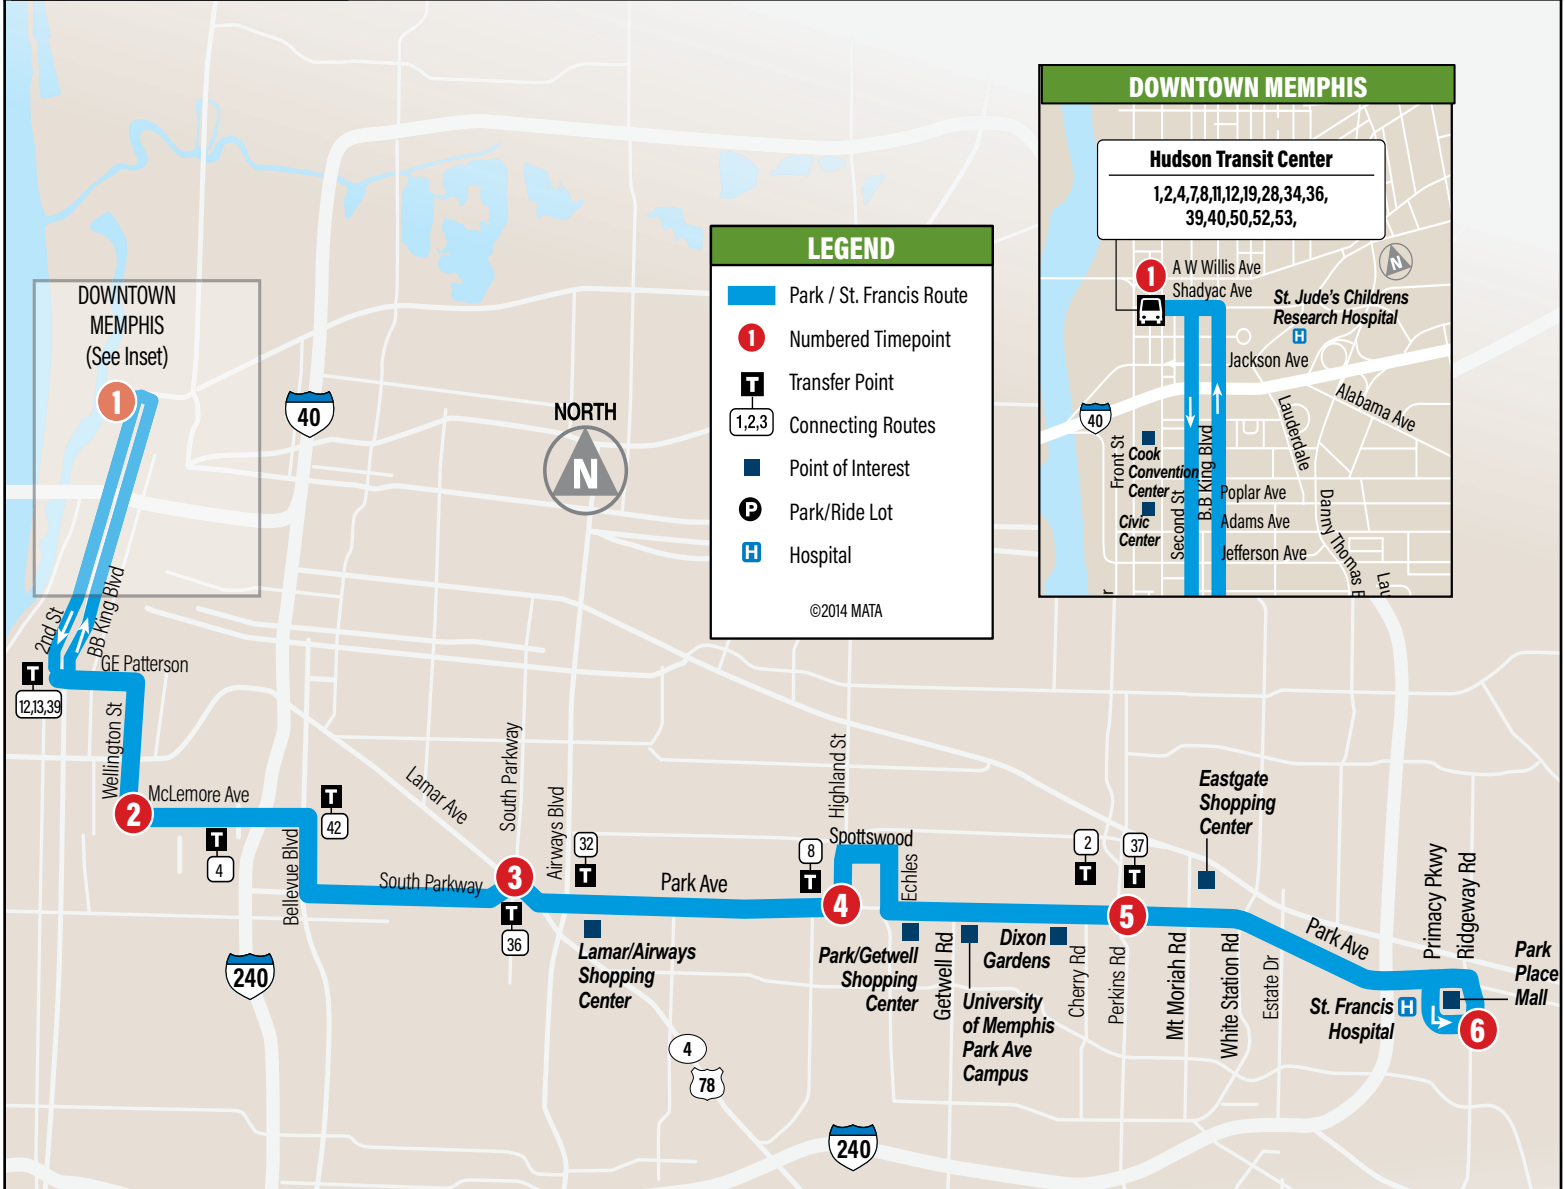 DOWNTOWN MEMPHIS
Hudson Transit Center
1,2,4,7,8,11,12,19,28,34,36,
39,40,50,52,53,
1
A W Willis Ave
Shadyac Ave
N
St. Jude's Childrens
Research Hospital
H
Jackson Ave
Alabama Ave
Lauderdale
40
Front St
Cook
Convention
Center
Civic
Center
Second St
B.B King Blvd
Poplar Ave
Adams Ave
Jefferson Ave
Danny Thomas B
Lau
r
LEGEND
Park / St. Francis Route
1 Numbered Timepoint
T Transfer Point
1,2,3 Connecting Routes
Point of Interest
P Park/Ride Lot
H Hospital
©2014 MATA
DOWNTOWN
MEMPHIS
(See Inset)
1
40
NORTH
N
2nd St
BB King Blvd
GE Patterson
T
12,13,39
Wellington St
2
McLemore Ave
T
4
T
42
Bellevue Blvd
240
South Parkway
Lamar Ave
South Parkway
3
T
36
Airways Blvd
32
T
Lamar/Airways
Shopping
Center
Park Ave
4
78
8
T
4
Highland St
Spottswood
Echles
Park/Getwell
Shopping
Center
Getwell Rd
University
of Memphis
Park Ave
Campus
Dixon
Gardens
Cherry Rd
2
T
37
T
5
Perkins Rd
Mt Moriah Rd
Eastgate
Shopping
Center
White Station Rd
Estate Dr
Park Ave
St. Francis
Hospital
H
Primacy Pkwy
Ridgeway Rd
Park
Place
Mall
6
240